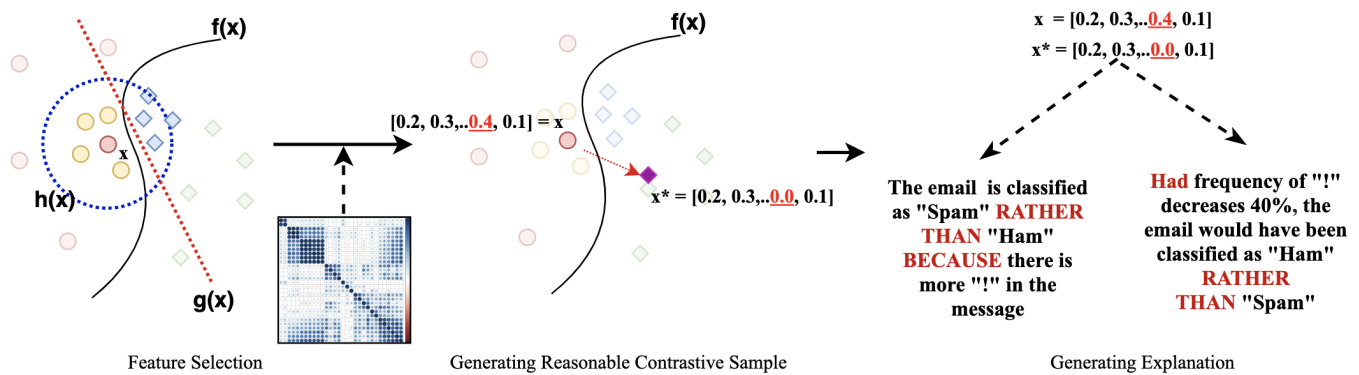 f(x)
x
h(x)
g(x)
Feature Selection
f(x)
[0.2, 0.3,..0.4, 0.1] = x
x* = [0.2, 0.3,..0.0, 0.1]
Generating Reasonable Contrastive Sample
x = [0.2, 0.3,..0.4, 0.1]
x* = [0.2, 0.3,..0.0, 0.1]
The email is classified
as "Spam" RATHER
THAN "Ham"
BECAUSE there is
more "!" in the
message
Had frequency of "!"
decreases 40%, the
email would have been
classified as "Ham"
RATHER
THAN "Spam"
Generating Explanation